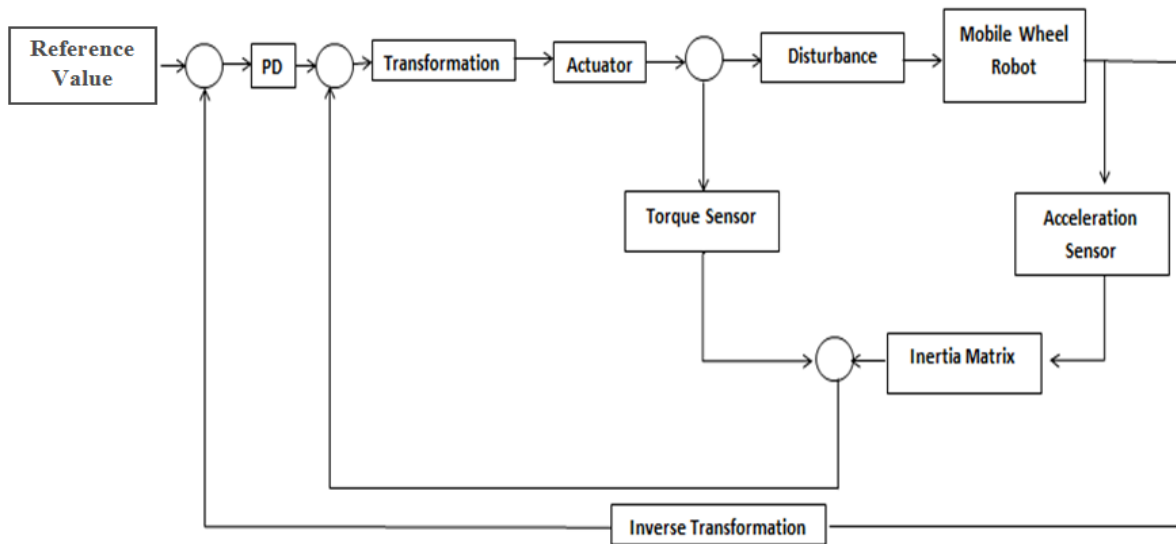 Reference
Value
PD
Transformation
Actuator
Disturbance
Mobile Wheel
Robot
Torque Sensor
Acceleration
Sensor
Inertia Matrix
Inverse Transformation